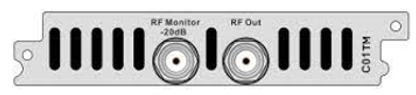 RF Monitor
-20dB
RF Out
C01TM